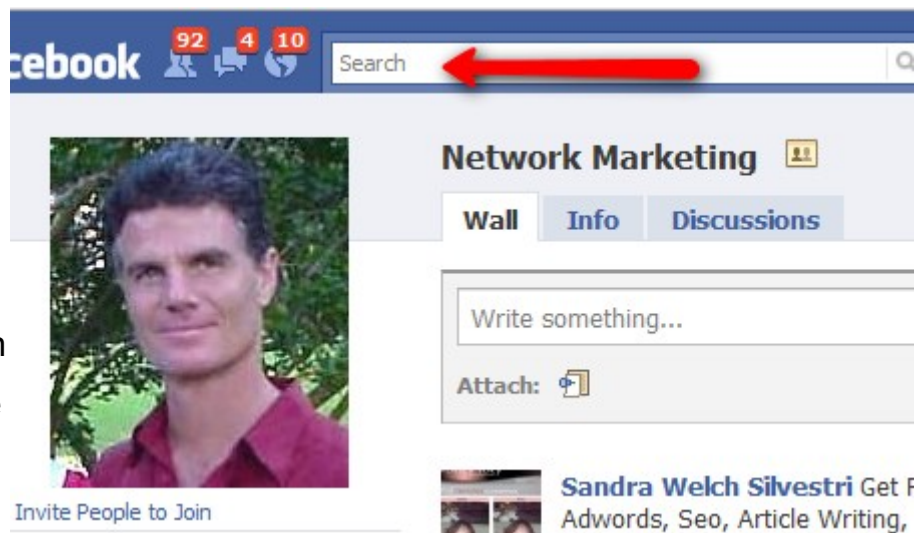 cebook 92 4 10 Search
Network Marketing
Wall Info Discussions
Write something...
Attach:
Invite People to Join
Sandra Welch Silvestri Get F
Adwords, Seo, Article Writing,